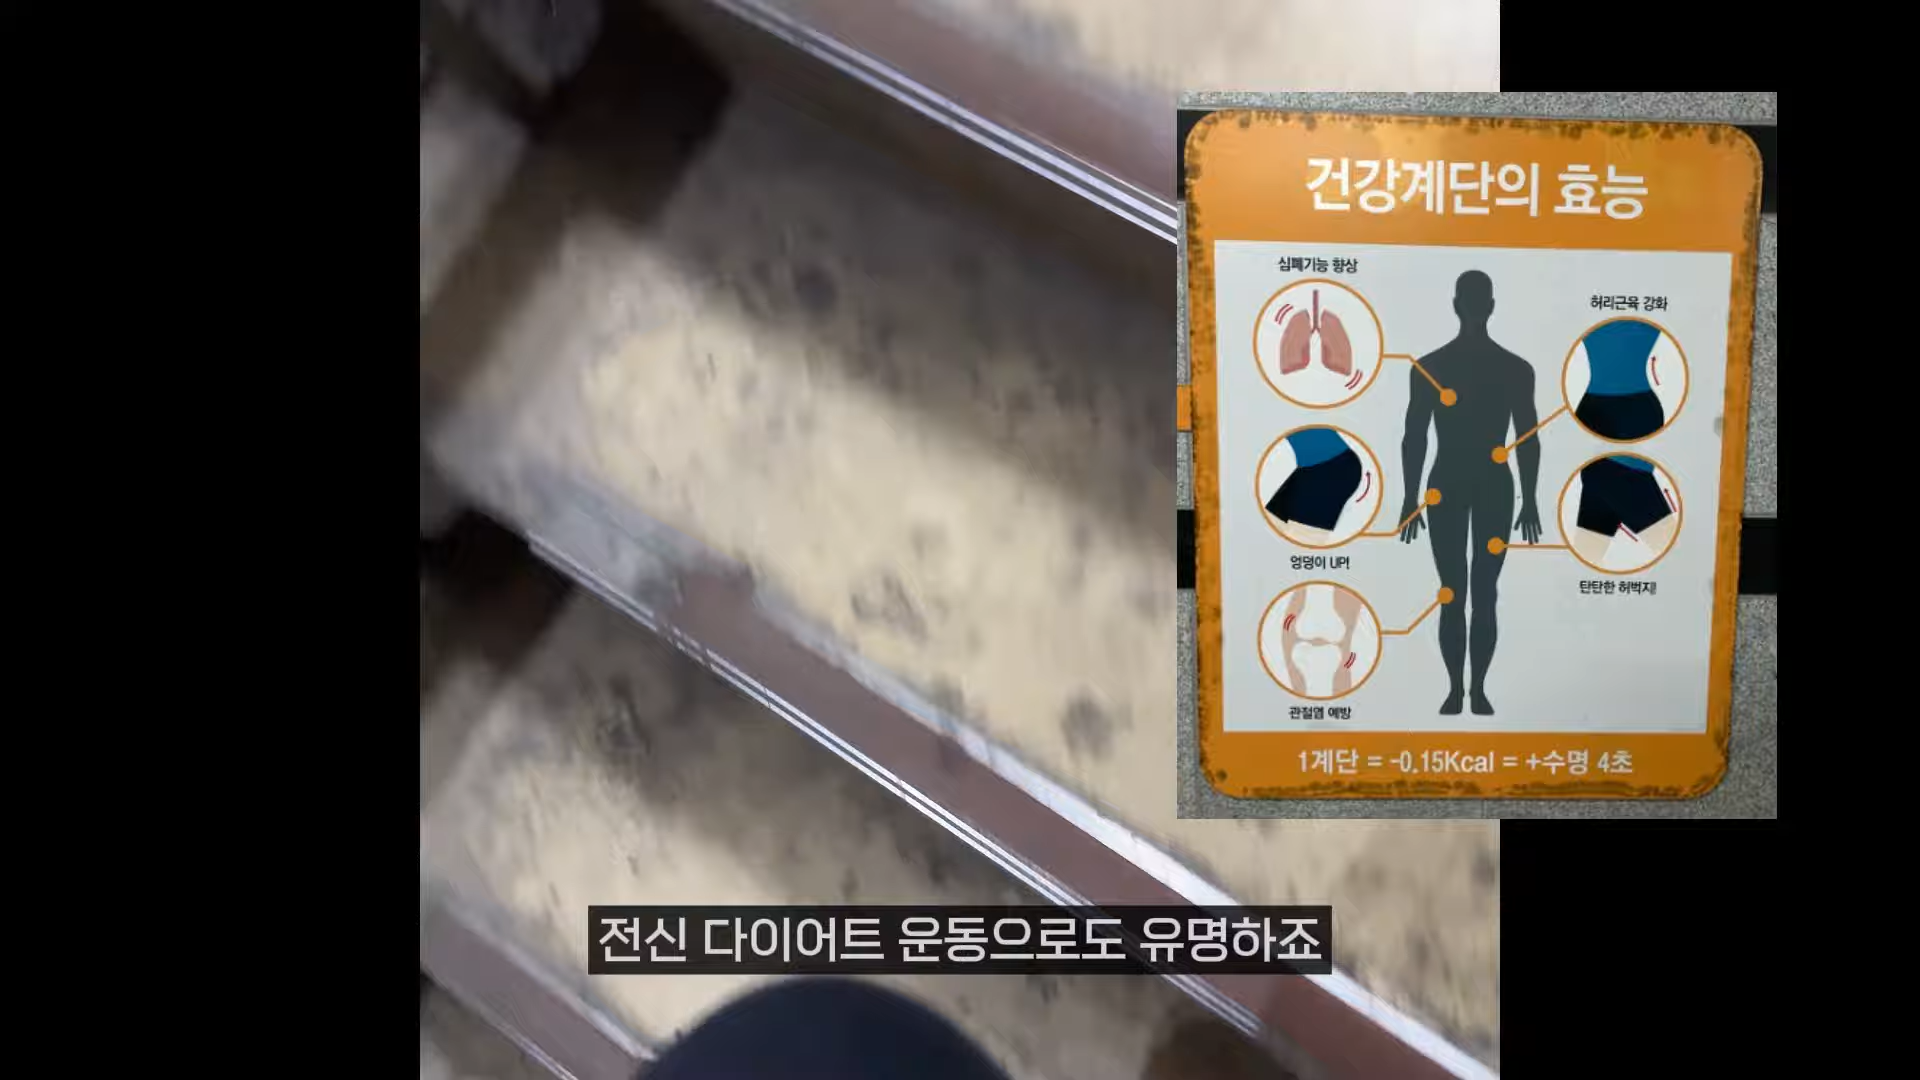 건강계단의 효능
심폐기능 향상
허리근육 강화
엉덩이 UP!
탄탄한 허벅지!
관절염 예방
1계단 = -0.15Kcal = +수명 4초
전신 다이어트 운동으로도 유명하죠